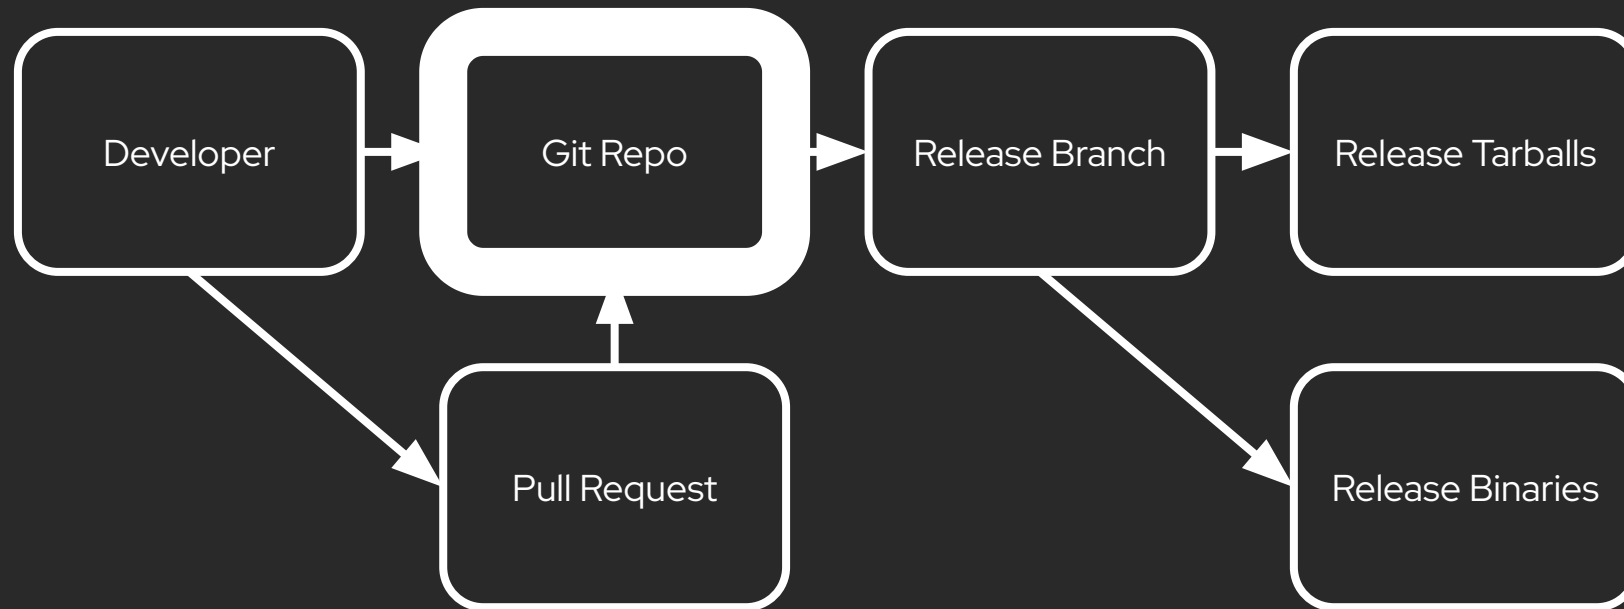 Developer
Git Repo
Release Branch
Release Tarballs
Pull Request
Release Binaries